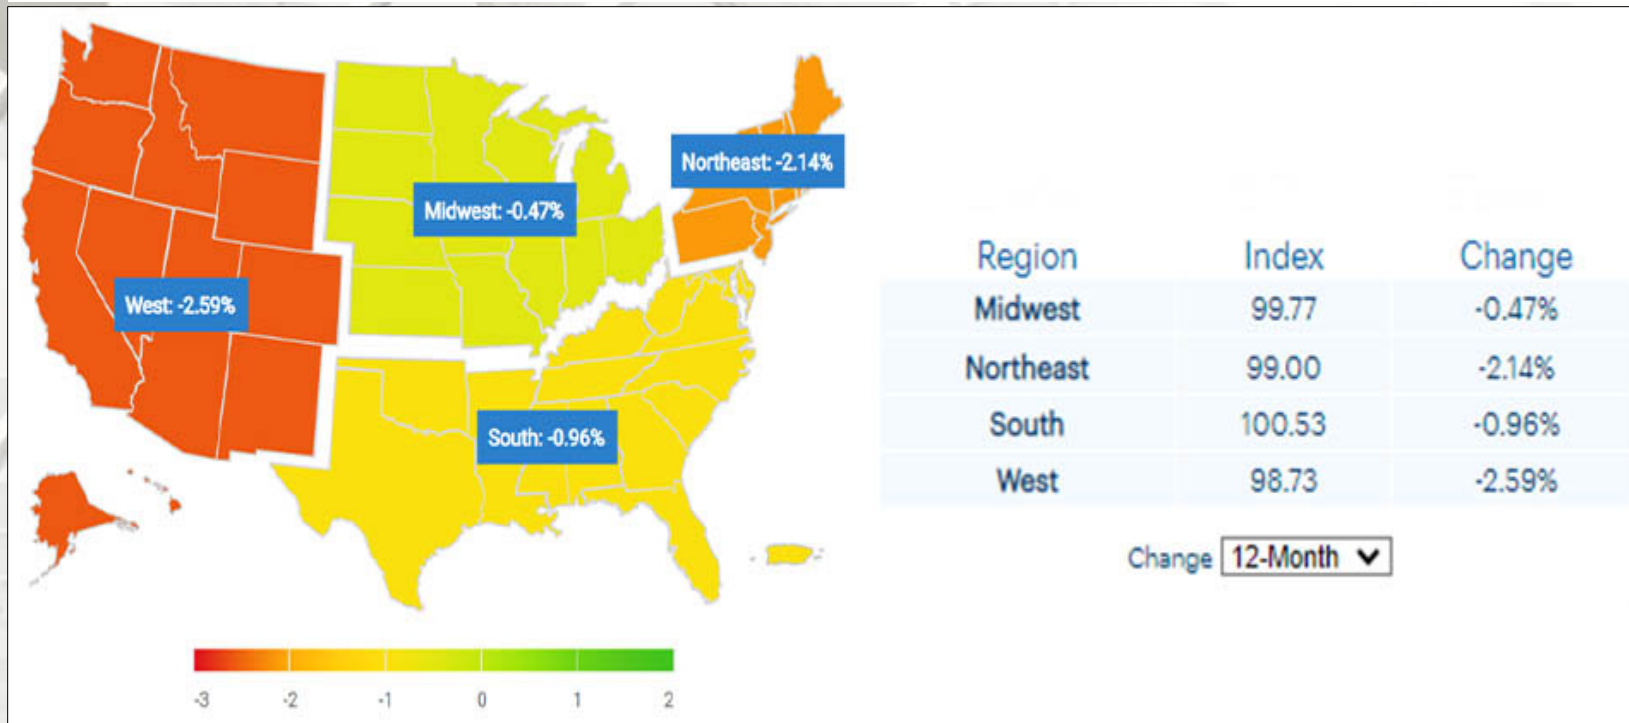 Northeast: -2.14%
Midwest: -0.47%
West: -2.59%
South: -0.96%
-3 -2 -1 0 1 2
Region Index Change
Midwest 99.77 -0.47%
Northeast 99.00 -2.14%
South 100.53 -0.96%
West 98.73 -2.59%
Change 12-Month